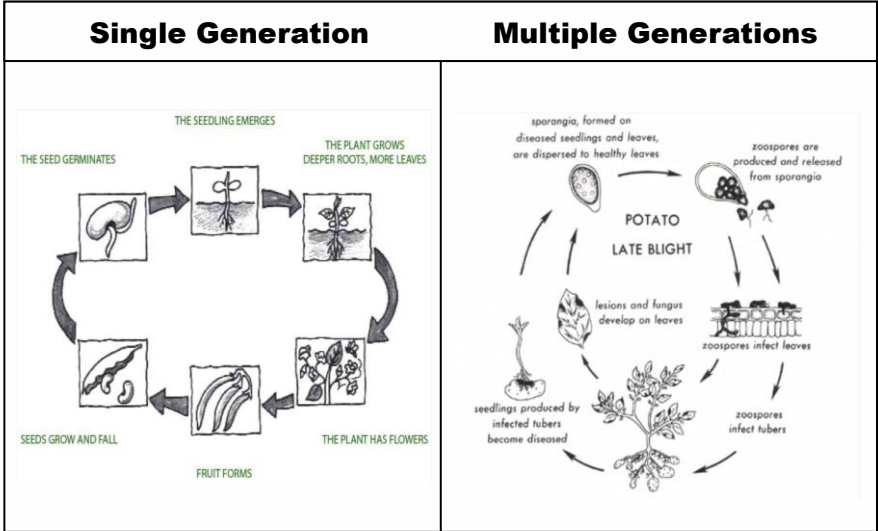 Single Generation
Multiple Generations
THE SEEDLING EMERGES
THE SEED GERMINATES
THE PLANT GROWS
DEEPER ROOTS, MORE LEAVES
SEEDS GROW AND FALL
THE PLANT HAS FLOWERS
FRUIT FORMS
sporangia, formed on
diseased seedlings and leaves,
are dispersed to healthy leaves
zoospores are
produced and released
from sporangia
POTATO
LATE BLIGHT
lesions and fungus
develop on leaves
zoospores infect leaves
seedlings produced by
infected tubers
become diseased
zoospores
infect tubers